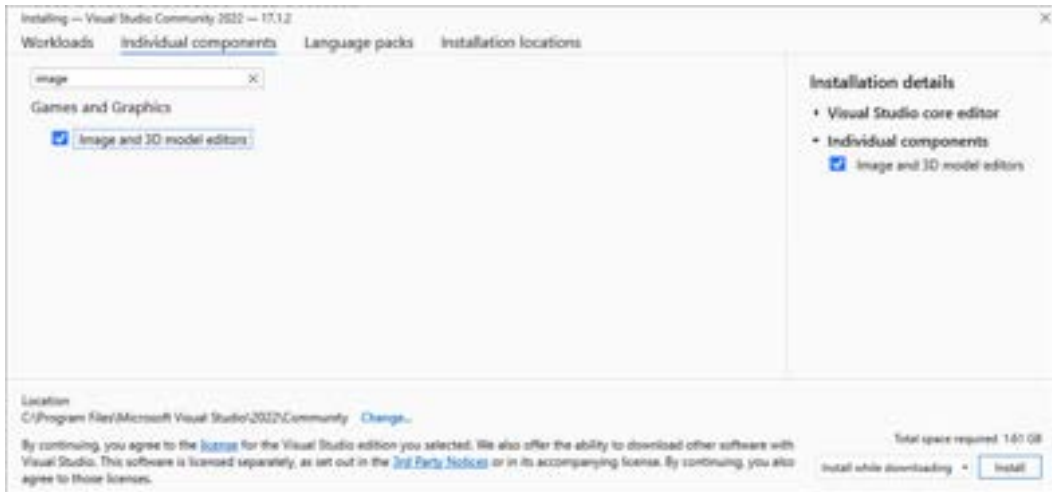 Installing — Visual Studio Community 2022 — 17.1.2
Workloads Individual components Language packs Installation locations
image
Games and Graphics
Image and 3D model editors
Installation details
Visual Studio core editor
Individual components
Image and 3D model editors
Location
C:\Program Files\Microsoft Visual Studio\2022\Community Change...
By continuing, you agree to the license for the Visual Studio edition you selected. We also offer the ability to download other software with
Visual Studio. This software is licensed separately, as set out in the 3rd Party Notices or in its accompanying license. By continuing, you also
agree to those licenses.
Total space required 1.61 GB
Install while downloading Install